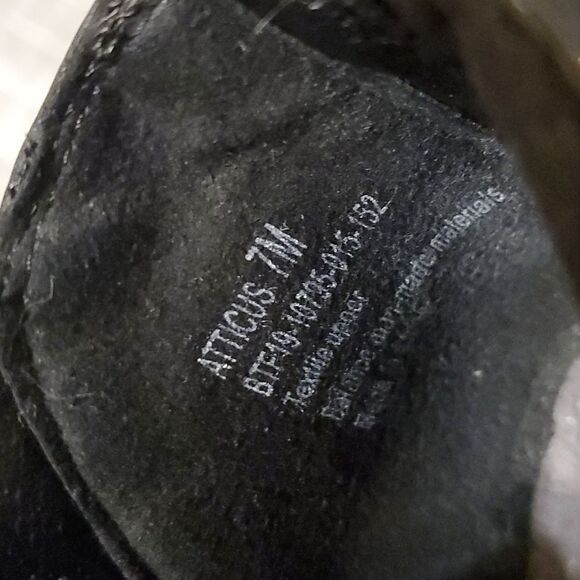 ATTICUS 7M
BTF19-10725-015-152
Textile upper
Balance man-made materials